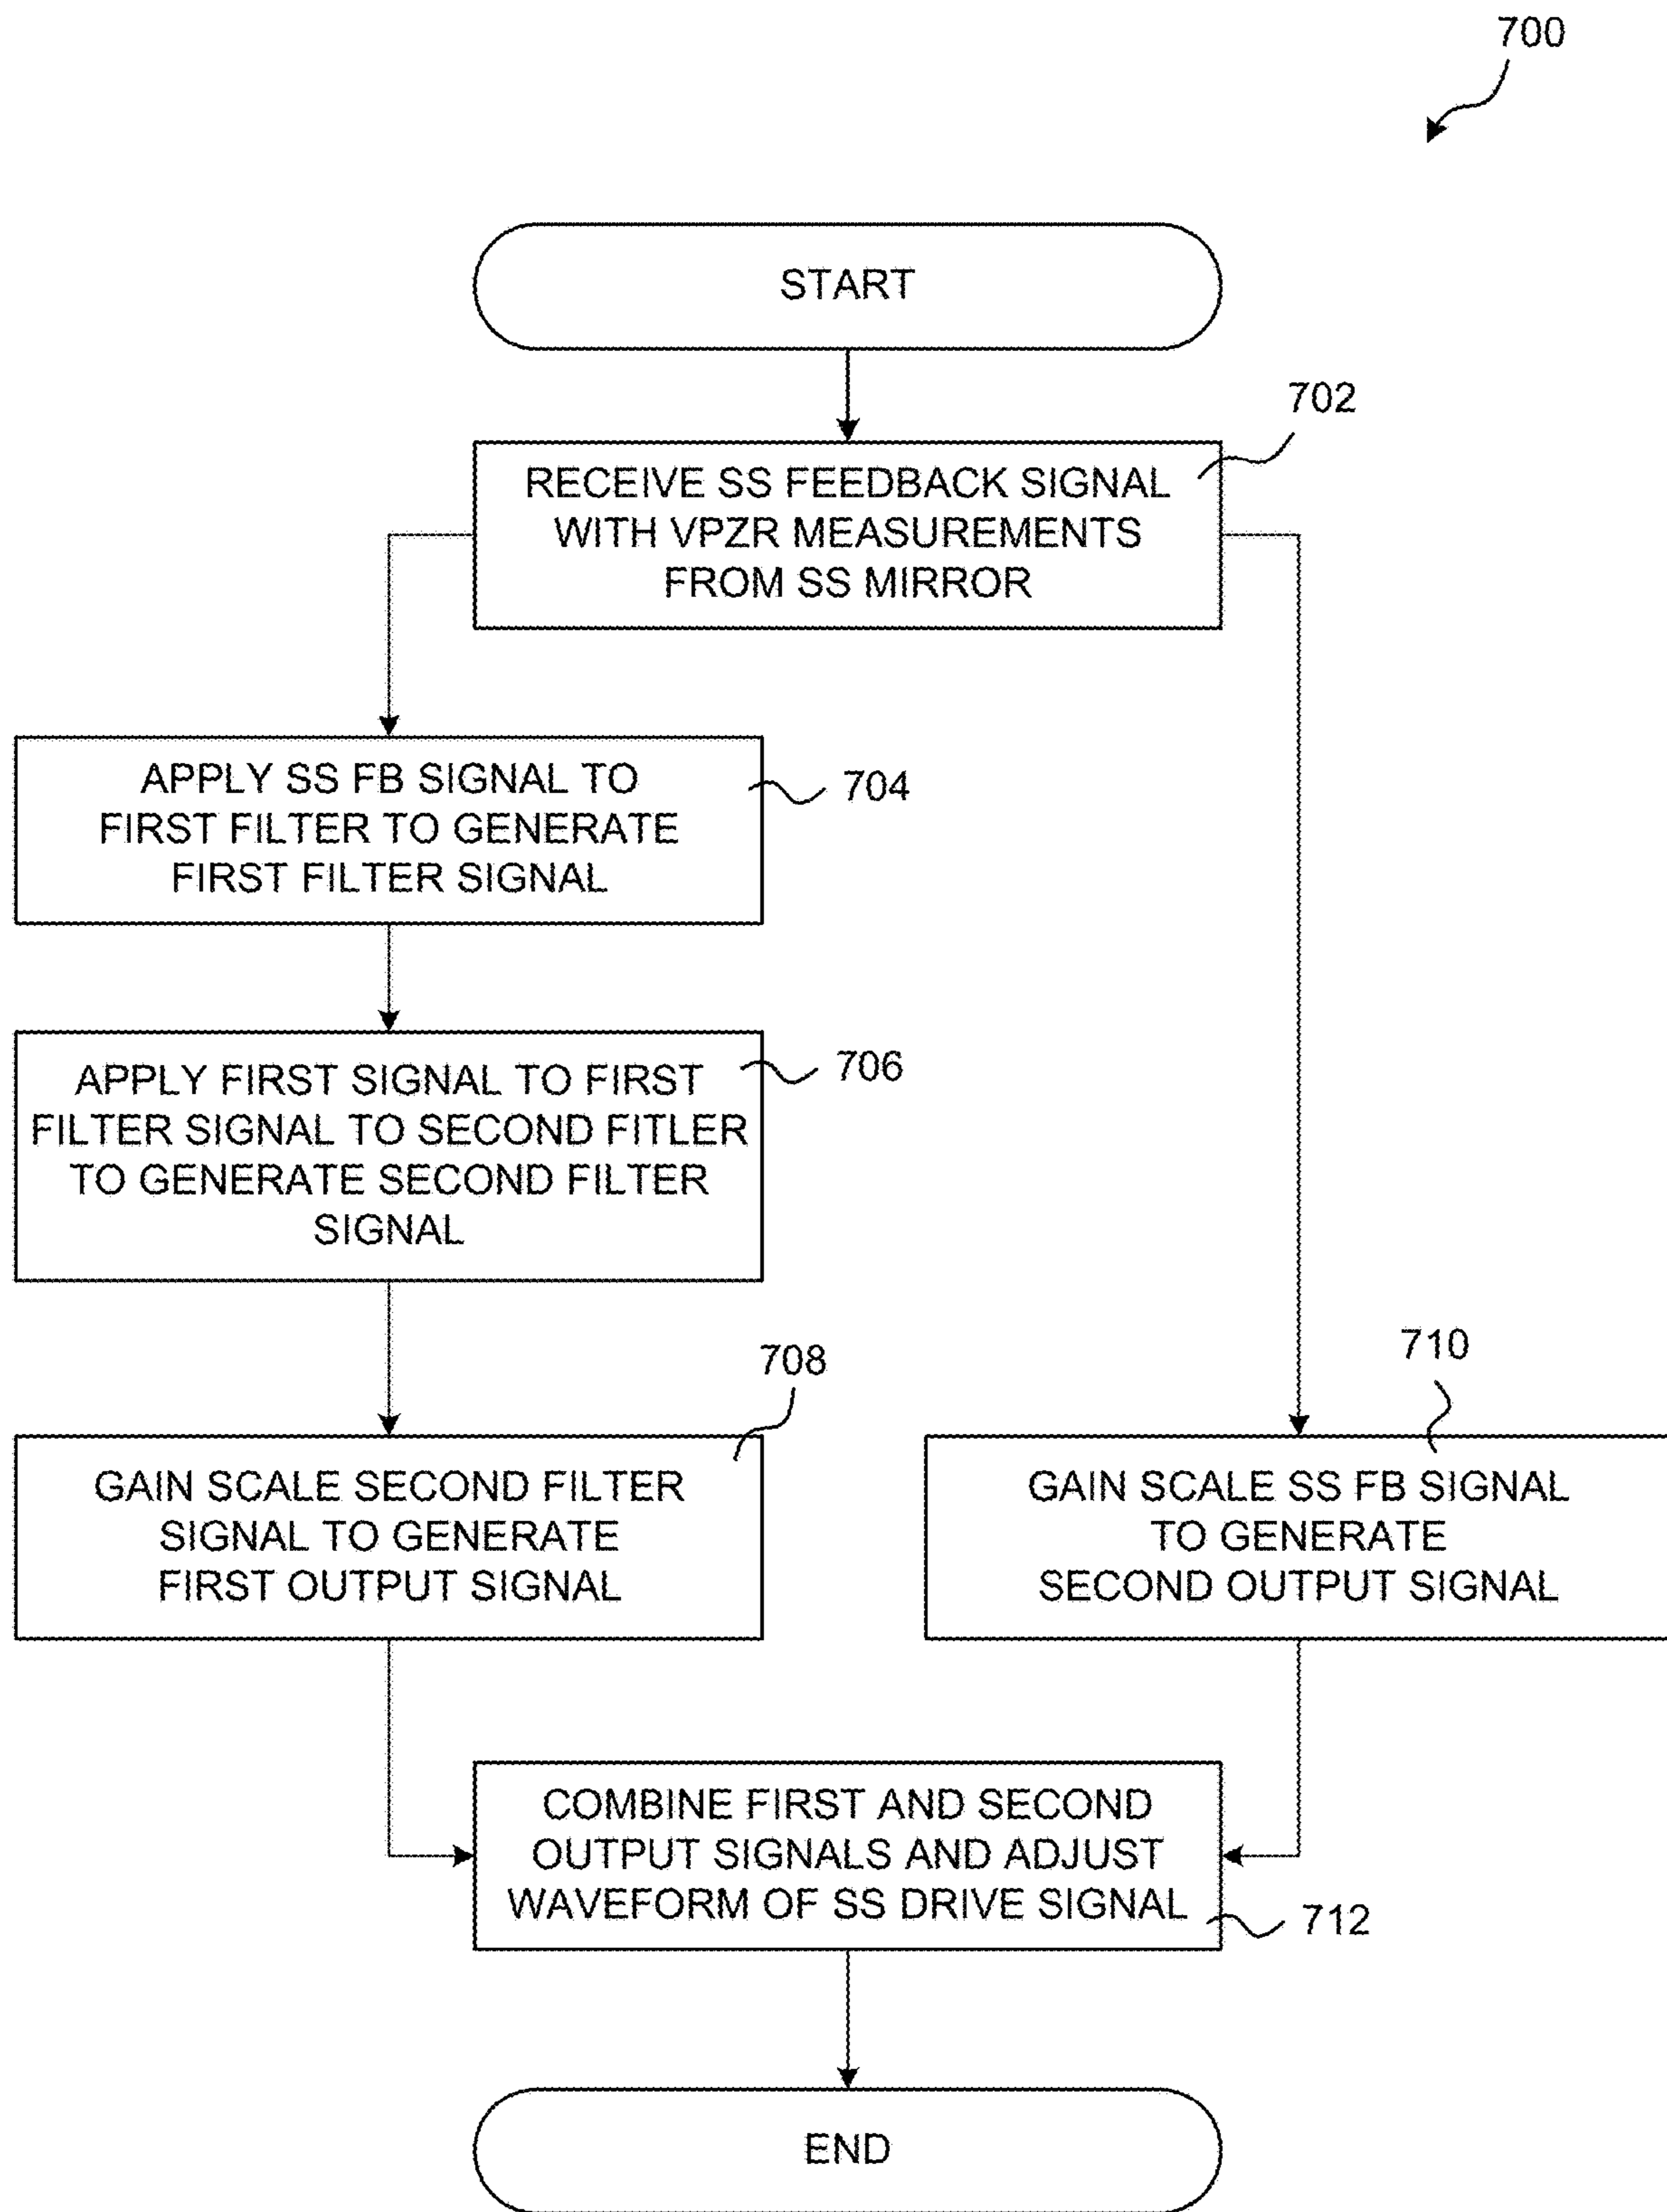 700
START
702
RECEIVE SS FEEDBACK SIGNAL
WITH VPZR MEASUREMENTS
FROM SS MIRROR
APPLY SS FB SIGNAL TO
FIRST FILTER TO GENERATE
FIRST FILTER SIGNAL
704
APPLY FIRST SIGNAL TO FIRST
FILTER SIGNAL TO SECOND FITLER
TO GENERATE SECOND FILTER
SIGNAL
706
708
GAIN SCALE SECOND FILTER
SIGNAL TO GENERATE
FIRST OUTPUT SIGNAL
710
GAIN SCALE SS FB SIGNAL
TO GENERATE
SECOND OUTPUT SIGNAL
COMBINE FIRST AND SECOND
OUTPUT SIGNALS AND ADJUST
WAVEFORM OF SS DRIVE SIGNAL
712
END